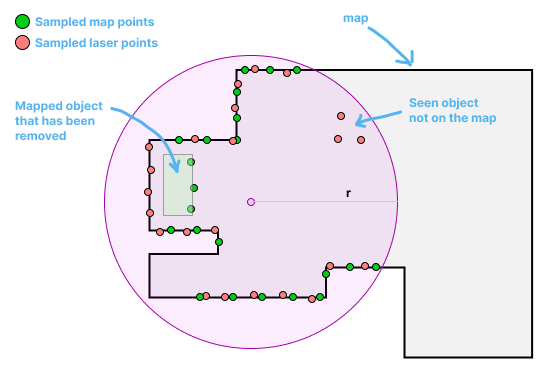 Sampled map points
Sampled laser points
map
Mapped object
that has been
removed
Seen object
not on the map
r